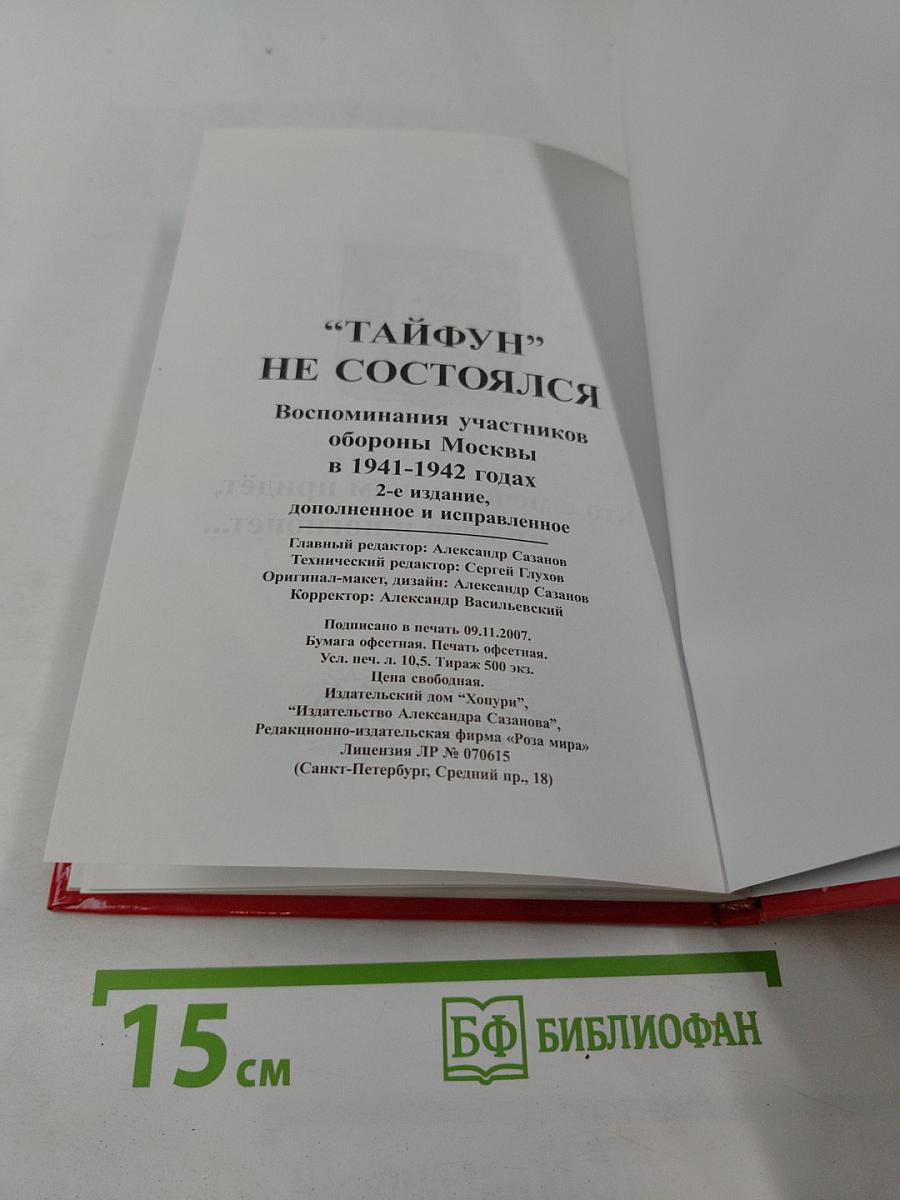 “ТАЙФУН”
НЕ СОСТОЯЛСЯ
Воспоминания участников
обороны Москвы
в 1941-1942 годах
2-е издание,
дополненное и исправленное
Главный редактор: Александр Сазанов
Технический редактор: Сергей Глухов
Оригинал-макет, дизайн: Александр Сазанов
Корректор: Александр Васильевский
Подписано в печать 09.11.2007.
Бумага офсетная. Печать офсетная.
Усл. печ. л. 10,5. Тираж 500 экз.
Цена свободная.
Издательский дом “Хопури”,
“Издательство Александра Сазанова”,
Редакционно-издательская фирма «Роза мира»
Лицензия ЛР № 070615
(Санкт-Петербург, Средний пр., 18)
15 см
БФ БИБЛИОФАН